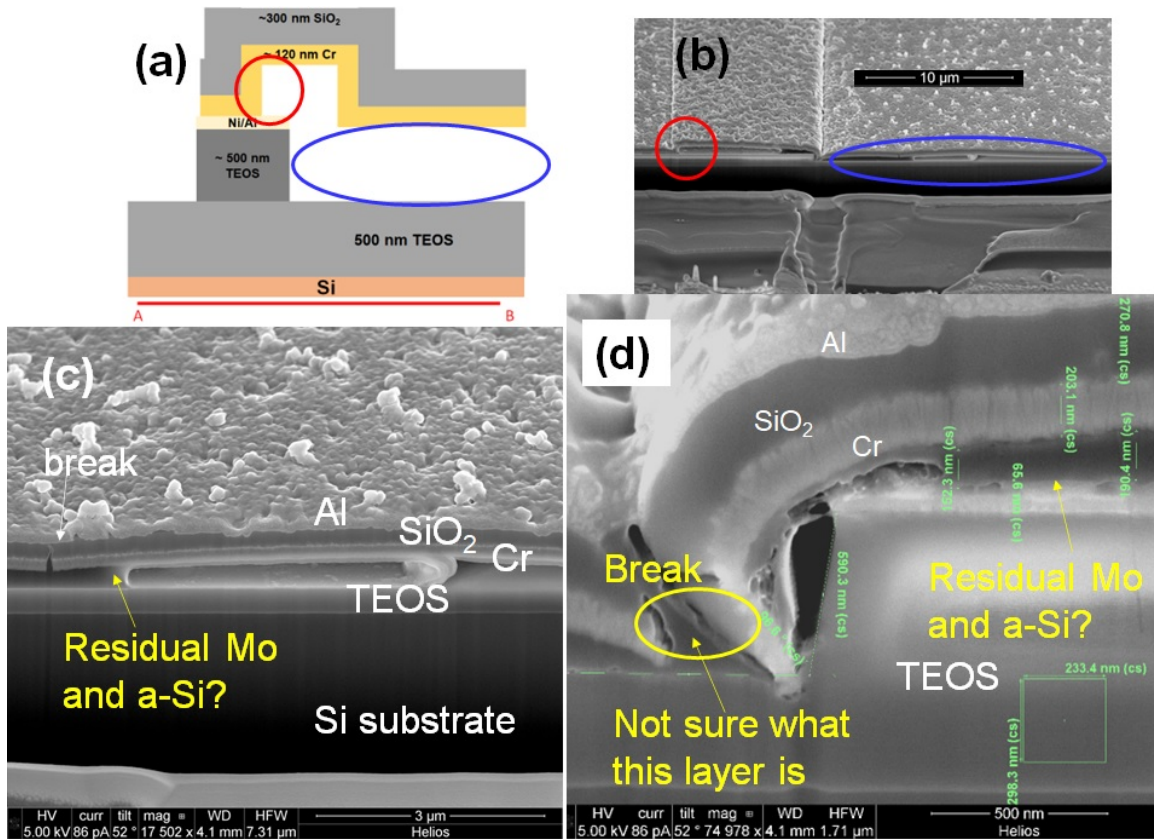 (a)
~300 nm SiO2
~ 120 nm Cr
Ni/Al
~ 500 nm
TEOS
500 nm TEOS
Si
A
B
(b)
10 µm
(c)
break
Al
SiO2
Cr
TEOS
Residual Mo
and a-Si?
Si substrate
HV curr tilt mag WD HFW
5.00 kV 86 pA 52 ° 17 502 x 4.1 mm 7.31 µm
3 µm
Helios
(d)
Al
SiO2
Cr
270.8 nm (cs)
203.1 nm (cs)
190.4 nm (cs)
152.3 nm (cs)
65.6 nm (cs)
590.3 nm (cs)
Break
Residual Mo
and a-Si?
TEOS
Not sure what
this layer is
233.4 nm (cs)
298.3 nm (cs)
HV curr tilt mag WD HFW
5.00 kV 86 pA 52 ° 74 978 x 4.1 mm 1.71 µm
500 nm
Helios